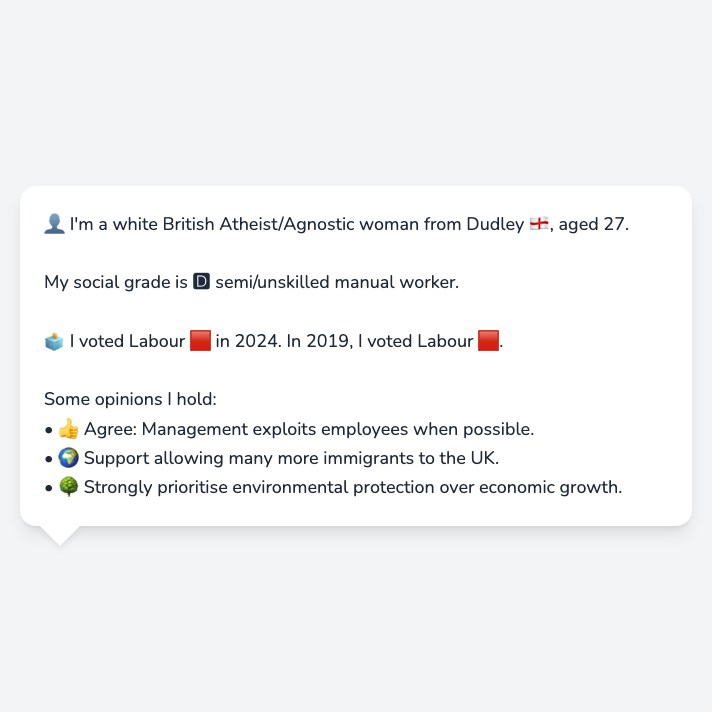 👤 I'm a white British Atheist/Agnostic woman from Dudley 🏴󠁧󠁢󠁥󠁮󠁧󠁿, aged 27.
My social grade is 🅳 semi/unskilled manual worker.
🗳️ I voted Labour 🟥 in 2024. In 2019, I voted Labour 🟥.
Some opinions I hold:
• 👍 Agree: Management exploits employees when possible.
• 🌍 Support allowing many more immigrants to the UK.
• 🌳 Strongly prioritise environmental protection over economic growth.